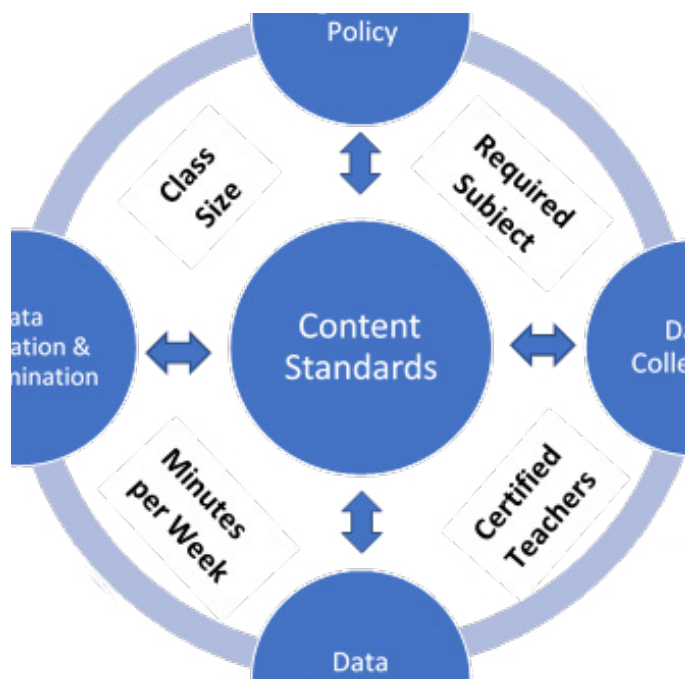 Policy
Class
Size
Required
Subject
Content
Standards
Minutes
per Week
Certified
Teachers
Data